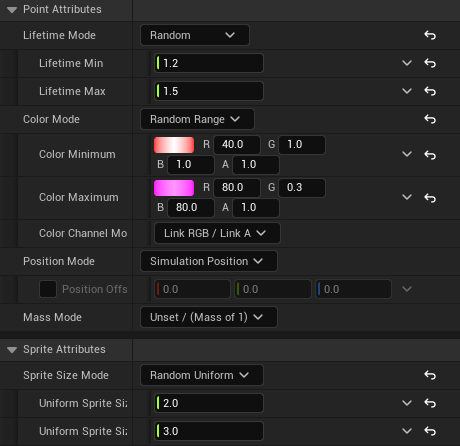 Point Attributes
Lifetime Mode Random
Lifetime Min 1.2
Lifetime Max 1.5
Color Mode Random Range
R 40.0 G 1.0
Color Minimum
B 1.0 A 1.0
R 80.0 G 0.3
Color Maximum
B 80.0 A 1.0
Color Channel Mo Link RGB / Link A
Position Mode Simulation Position
Position Offs 0.0 0.0 0.0
Mass Mode Unset / (Mass of 1)
Sprite Attributes
Sprite Size Mode Random Uniform
Uniform Sprite Siz 2.0
Uniform Sprite Siz 3.0